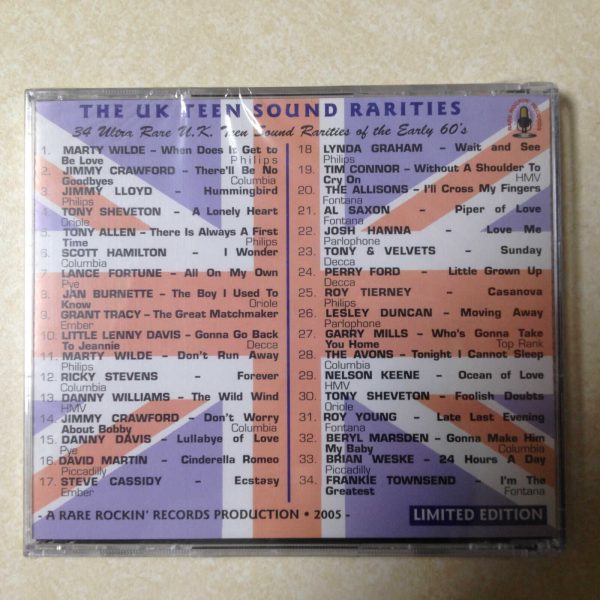 THE UK TEEN SOUND RARITIES
34 Ultra Rare U.K. Teen Sound Rarities of the Early 60's
1. MARTY WILDE – When Does It Get to
Be Love Philips
2. JIMMY CRAWFORD – There'll Be No
Goodbyes Columbia
3. JIMMY LLOYD – Hummingbird
Philips
4. TONY SHEVETON – A Lonely Heart
Oriole
5. TONY ALLEN – There Is Always A First
Time Philips
6. SCOTT HAMILTON – I Wonder
Columbia
7. LANCE FORTUNE – All On My Own
Pye
8. JAN BURNETTE – The Boy I Used To
Know Oriole
9. GRANT TRACY – The Great Matchmaker
Ember
10. LITTLE LENNY DAVIS – Gonna Go Back
To Jeannie Decca
11. MARTY WILDE – Don't Run Away
Philips
12. RICKY STEVENS – Forever
Columbia
13. DANNY WILLIAMS – The Wild Wind
HMV
14. JIMMY CRAWFORD – Don't Worry
About Bobby Columbia
15. DANNY DAVIS – Lullabye of Love
Pye
16. DAVID MARTIN – Cinderella Romeo
Piccadilly
17. STEVE CASSIDY – Ecstasy
Ember
18 LYNDA GRAHAM – Wait and See
Philips
19. TIM CONNOR – Without A Shoulder To
Cry On HMV
20. THE ALLISONS – I'll Cross My Fingers
Fontana
21. AL SAXON – Piper of Love
Fontana
22. JOSH HANNA – Love Me
Parlophone
23. TONY & VELVETS – Sunday
Decca
24. PERRY FORD – Little Grown Up
Decca
25. ROY TIERNEY – Casanova
Philips
26. LESLEY DUNCAN – Moving Away
Parlophone
27. GARRY MILLS – Who's Gonna Take
You Home Top Rank
28. THE AVONS – Tonight I Cannot Sleep
Columbia
29. NELSON KEENE – Ocean of Love
HMV
30. TONY SHEVETON – Foolish Doubts
Oriole
31. ROY YOUNG – Late Last Evening
Fontana
32. BERYL MARSDEN – Gonna Make Him
My Baby Columbia
33. BRIAN WESKE – 24 Hours A Day
Piccadilly
34. FRANKIE TOWNSEND – I'm The
Greatest Fontana
- A RARE ROCKIN' RECORDS PRODUCTION • 2005 -
LIMITED EDITION